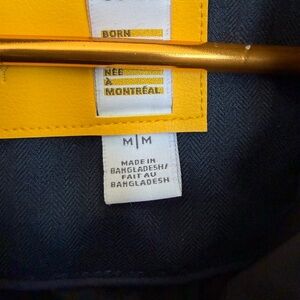 BORN
NÉE
À
MONTRÉAL
M|M
MADE IN
BANGLADESH/
FAIT AU
BANGLADESH